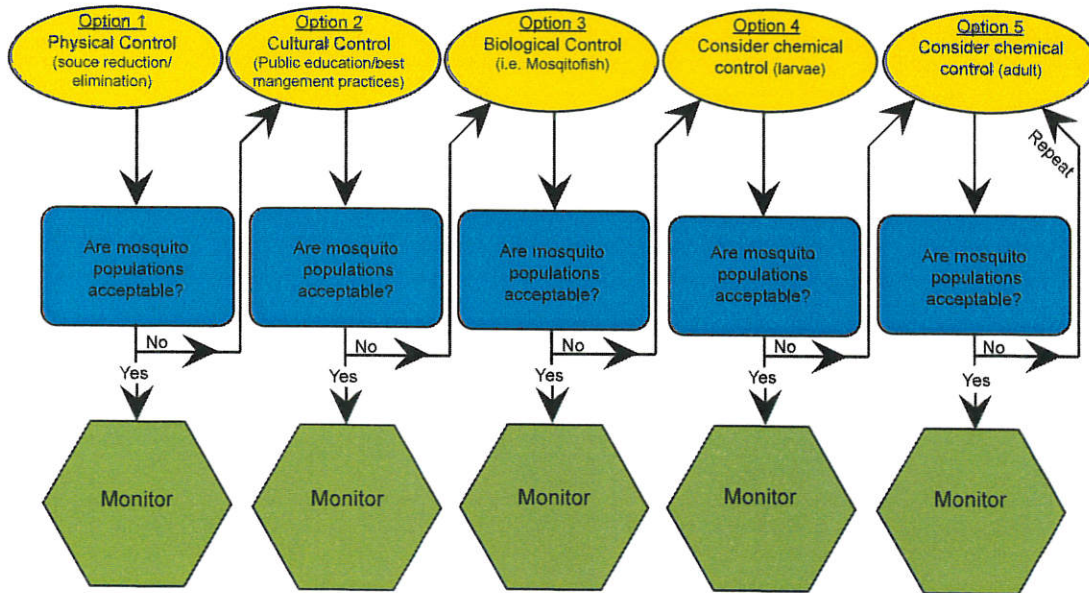 Option 1
Physical Control
(souce reduction/
elimination)
Option 2
Cultural Control
(Public education/best
mangement practices)
Option 3
Biological Control
(i.e. Mosqitofish)
Option 4
Consider chemical
control (larvae)
Option 5
Consider chemical
control (adult)
Repeat
Are mosquito
populations
acceptable?
Are mosquito
populations
acceptable?
Are mosquito
populations
acceptable?
Are mosquito
populations
acceptable?
Are mosquito
populations
acceptable?
No
No
No
No
No
Yes
Yes
Yes
Yes
Yes
Monitor
Monitor
Monitor
Monitor
Monitor